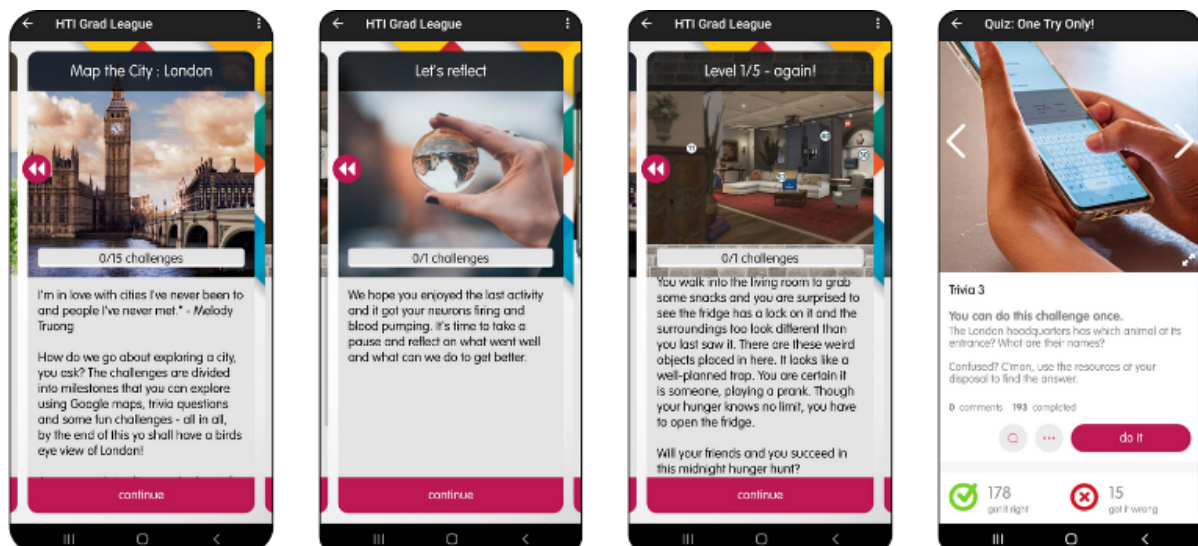 HTI Grad League
Map the City : London
0/15 challenges
I'm in love with cities I've never been to
and people I've never met." - Melody
Truong
How do we go about exploring a city,
you ask? The challenges are divided
into milestones that you can explore
using Google maps, trivia questions
and some fun challenges - all in all,
by the end of this yo shall have a birds
eye view of London!
continue
HTI Grad League
Let's reflect
0/1 challenges
We hope you enjoyed the last activity
and it got your neurons firing and
blood pumping. It's time to take a
pause and reflect on what went well
and what can we do to get better.
continue
HTI Grad League
Level 1/5 - again!
0/1 challenges
You walk into the living room to grab
some snacks and you are surprised to
see the fridge has a lock on it and the
surroundings too look different than
you last saw it. There are these weird
objects placed in here. It looks like a
well-planned trap. You are certain it
is someone, playing a prank. Though
your hunger knows no limit, you have
to open the fridge.
Will your friends and you succeed in
this midnight hunger hunt?
continue
Quiz: One Try Only!
Trivia 3
You can do this challenge once.
The London headquarters has which animal at its
entrance? What are their names?
Confused? C'mon, use the resources at your
disposal to find the answer.
0 comments 193 completed
do it
178
got it right
15
got it wrong